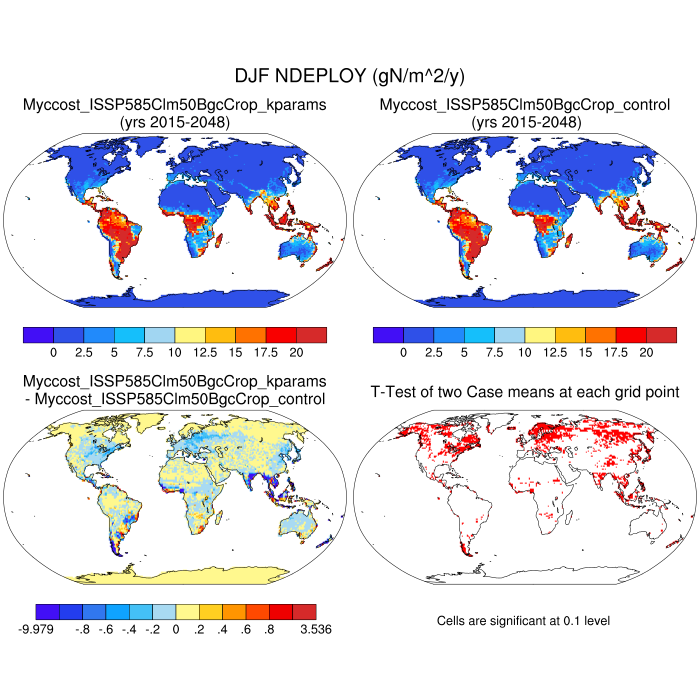 DJF NDEPLOY (gN/m^2/y)
Myccost_ISSP585Clm50BgcCrop_kparams
(yrs 2015-2048)
Myccost_ISSP585Clm50BgcCrop_control
(yrs 2015-2048)
0 2.5 5 7.5 10 12.5 15 17.5 20
0 2.5 5 7.5 10 12.5 15 17.5 20
Myccost_ISSP585Clm50BgcCrop_kparams
- Myccost_ISSP585Clm50BgcCrop_control
T-Test of two Case means at each grid point
-9.979 -.8 -.6 -.4 -.2 0 .2 .4 .6 .8 3.536
Cells are significant at 0.1 level